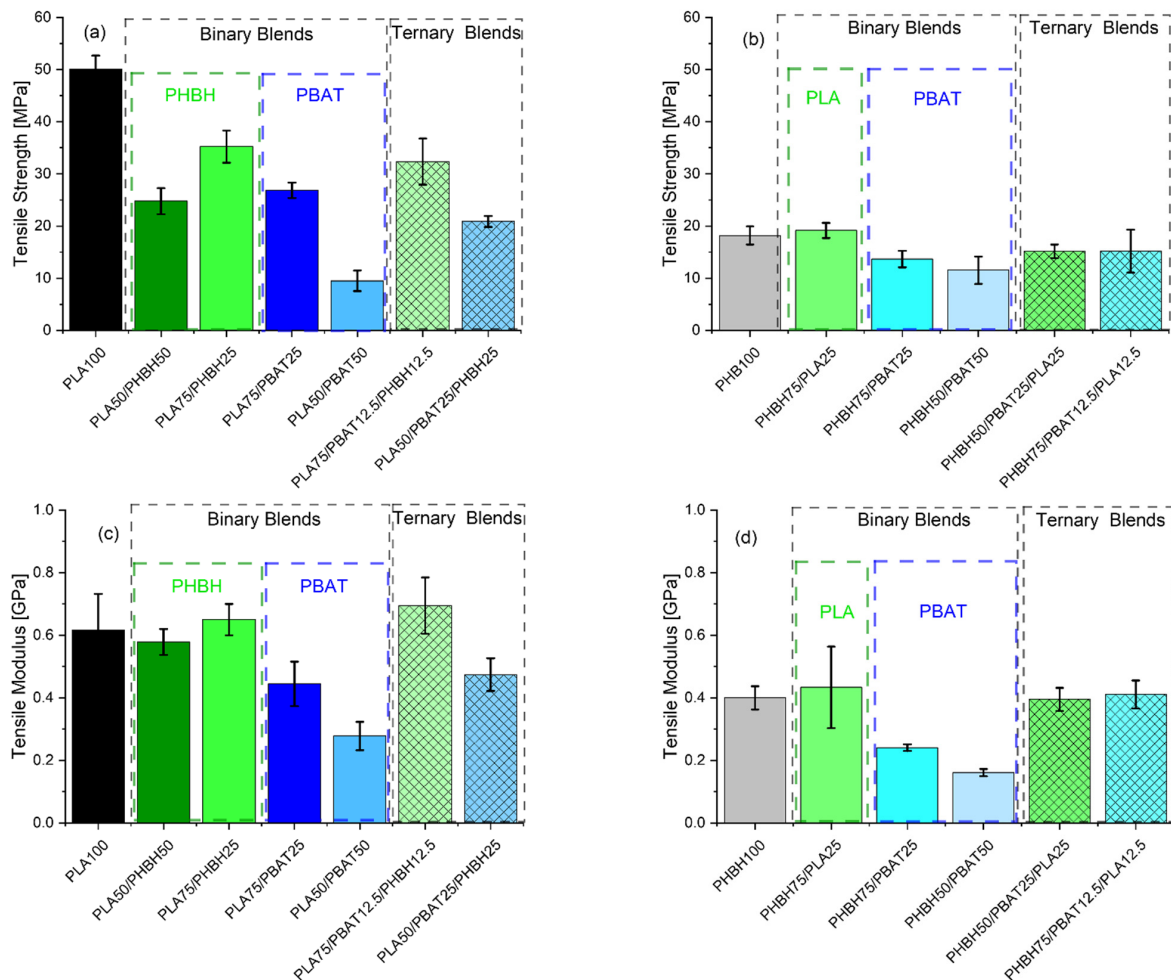 (a)
Binary Blends
Ternary Blends
PHBH
PBAT
Tensile Strength [MPa]
60
50
40
30
20
10
0
PLA100
PLA50/PHBH50
PLA75/PHBH25
PLA75/PBAT25
PLA50/PBAT50
PLA75/PBAT12.5/PHBH12.5
PLA50/PBAT25/PHBH25
(b)
Binary Blends
Ternary Blends
PLA
PBAT
Tensile Strength [MPa]
60
50
40
30
20
10
0
PHB100
PHBH75/PLA25
PHBH75/PBAT25
PHBH50/PBAT50
PHBH50/PBAT25/PLA25
PHBH75/PBAT12.5/PLA12.5
(c)
Binary Blends
Ternary Blends
PHBH
PBAT
Tensile Modulus [GPa]
1.0
0.8
0.6
0.4
0.2
0.0
PLA100
PLA50/PHBH50
PLA75/PHBH25
PLA75/PBAT25
PLA50/PBAT50
PLA75/PBAT12.5/PHBH12.5
PLA50/PBAT25/PHBH25
(d)
Binary Blends
Ternary Blends
PLA
PBAT
Tensile Modulus [GPa]
1.0
0.8
0.6
0.4
0.2
0.0
PHBH100
PHBH75/PLA25
PHBH75/PBAT25
PHBH50/PBAT50
PHBH50/PBAT25/PLA25
PHBH75/PBAT12.5/PLA12.5